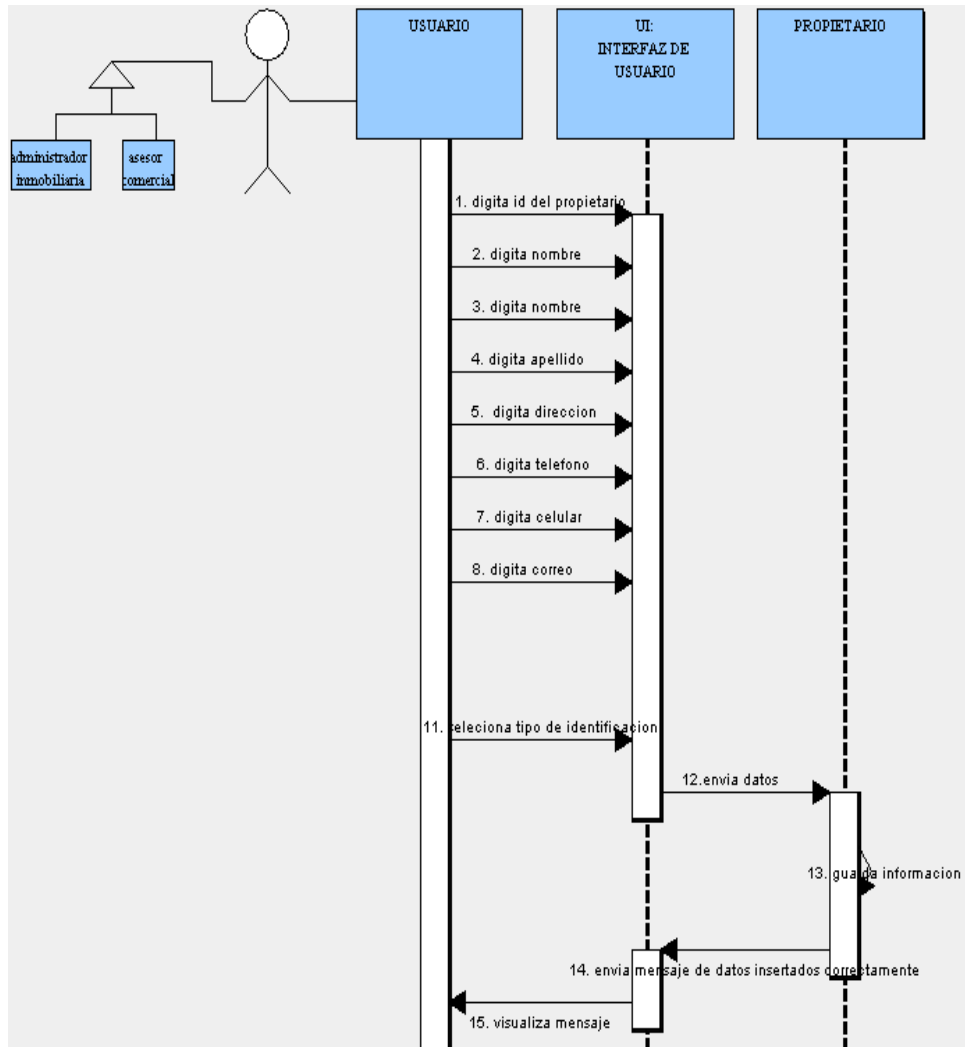 USUARIO
UI:
INTERFAZ DE
USUARIO
PROPIETARIO
administrador
inmobiliaria
asesor
comercial
1. digita id del propietario
2. digita nombre
3. digita nombre
4. digita apellido
5. digita direccion
6. digita telefono
7. digita celular
8. digita correo
11. seleciona tipo de identifisacion
12.envia datos
13. guarda informacion
14. envia mensaje de datos insertados correctamente
15. visualiza mensaje